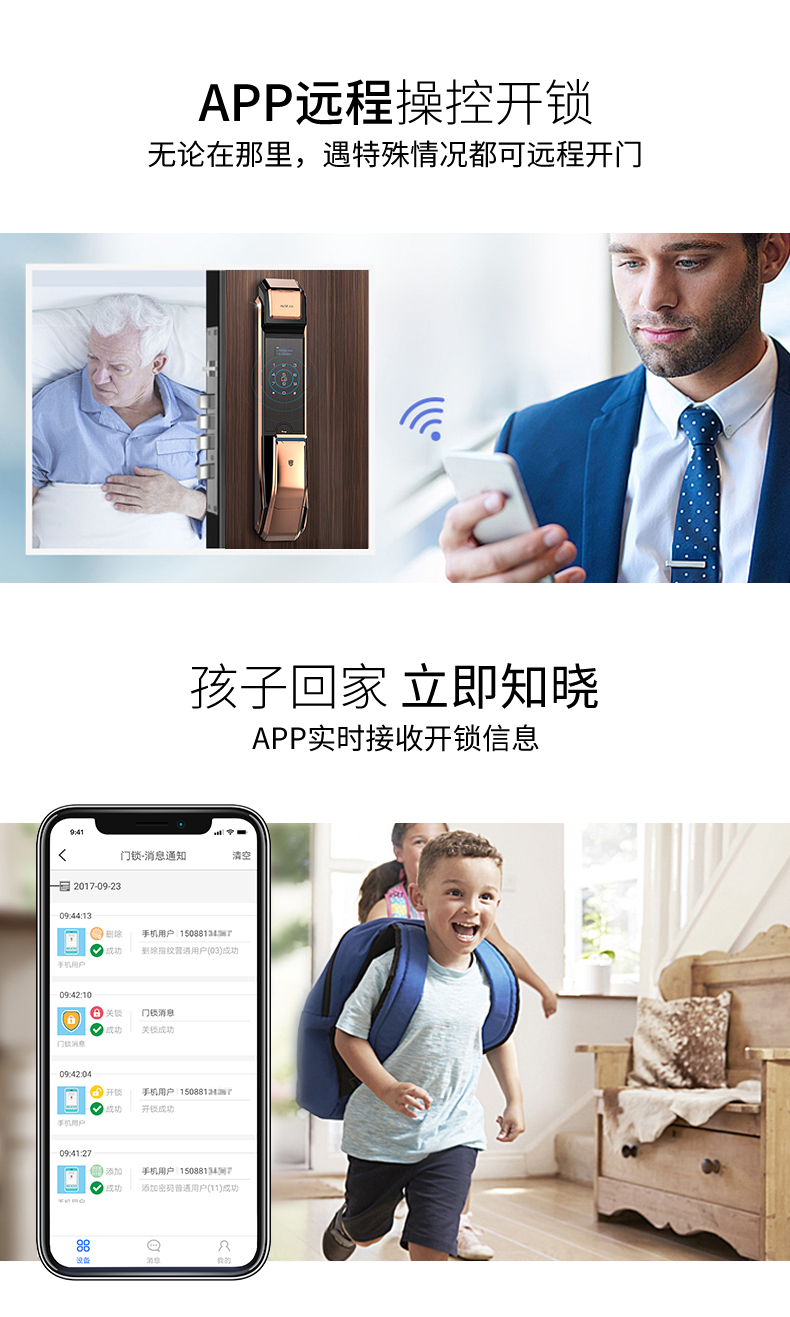 APP远程操控开锁
无论在那里，遇特殊情况都可远程开门
孩子回家 立即知晓
APP实时接收开锁信息
9:41
门锁-消息通知 清空
2017-09-23
09:44:13
删除 手机用户 1508813
成功 删除指纹普通用户(03)成功
手机用户
09:42:10
关锁 门锁消息
成功 关锁成功
门锁消息
09:42:04
开锁 手机用户 1508813
成功 开锁成功
手机用户
09:41:27
添加 手机用户 1508813
成功 添加密码普通用户(11)成功
手机用户
设备 消息 我的